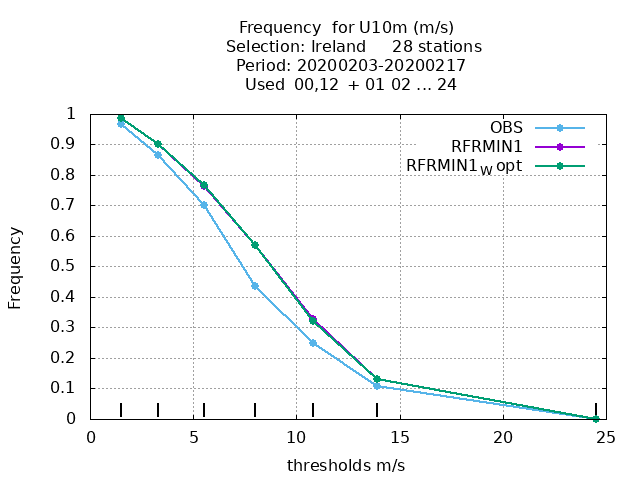 Frequency  for U10m (m/s)
Selection: Ireland     28 stations
Period: 20200203-20200217
Used  00,12  + 01 02 ... 24
OBS
RFRMIN1
RFRMIN1W opt
1
0.9
0.8
0.7
0.6
0.5
0.4
0.3
0.2
0.1
0
Frequency
0 5 10 15 20 25
thresholds m/s